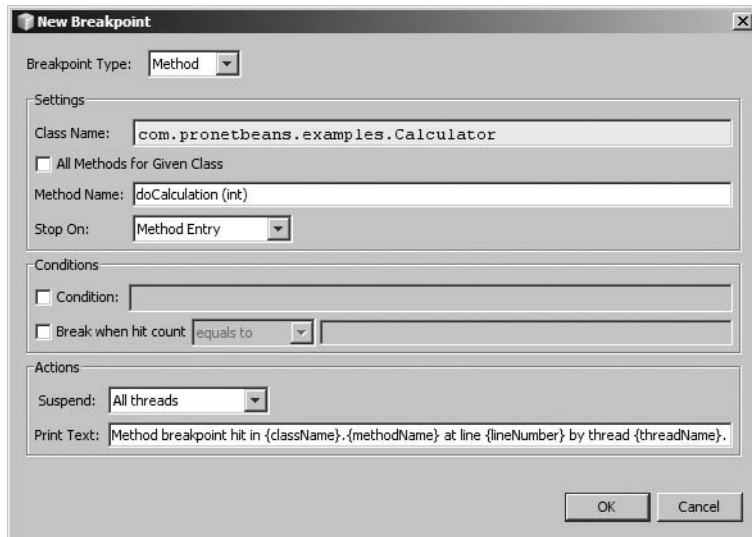 New Breakpoint
Breakpoint Type: Method
Settings
Class Name: com.pronetbeans.examples.Calculator
All Methods for Given Class
Method Name: doCalculation (int)
Stop On: Method Entry
Conditions
Condition:
Break when hit count equals to
Actions
Suspend: All threads
Print Text: Method breakpoint hit in {className}.{methodName} at line {lineNumber} by thread {threadName}.
OK Cancel